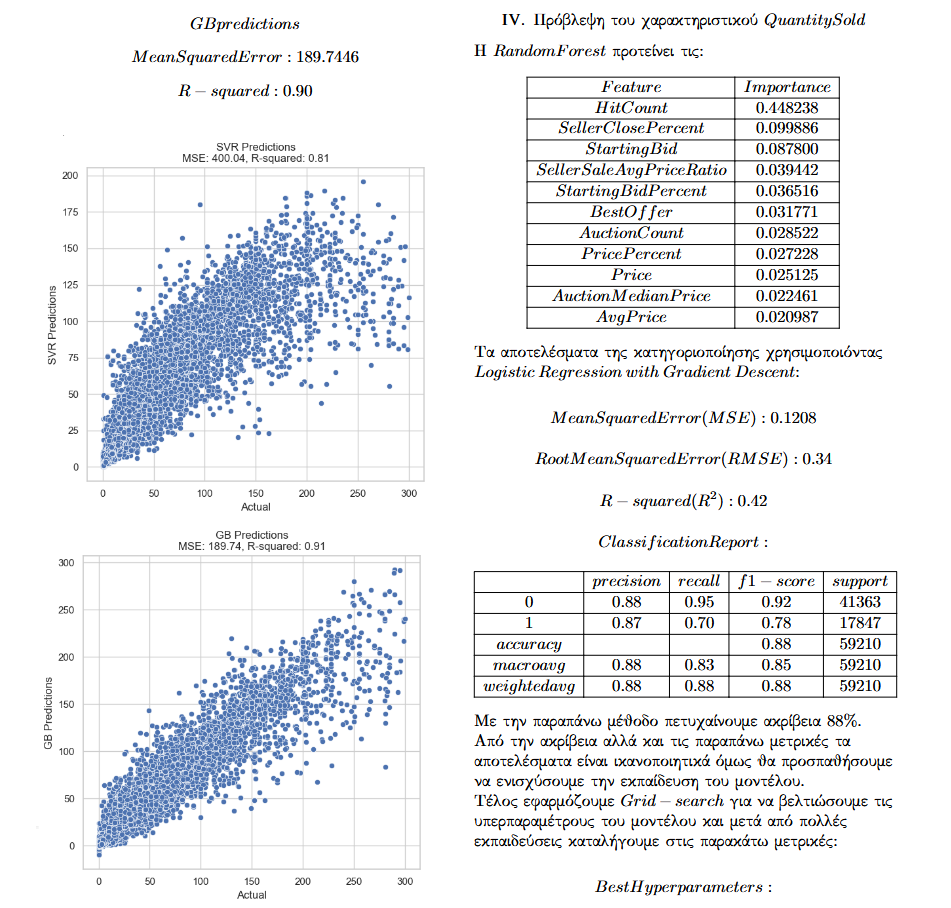 GBpredictions
MeanSquaredError : 189.7446
R − squared : 0.90
SVR Predictions
MSE: 400.04, R-squared: 0.81
200
175
150
125
100
75
50
25
0
SVR Predictions
0 50 100 150 200 250 300
Actual
GB Predictions
MSE: 189.74, R-squared: 0.91
300
250
200
150
100
50
0
GB Predictions
0 50 100 150 200 250 300
Actual
IV. Πρόβλεψη του χαρακτηριστικού QuantitySold
Η RandomForest προτείνει τις:
Feature Importance
HitCount 0.448238
SellerClosePercent 0.099886
StartingBid 0.087800
SellerSaleAvgPriceRatio 0.039442
StartingBidPercent 0.036516
BestOffer 0.031771
AuctionCount 0.028522
PricePercent 0.027228
Price 0.025125
AuctionMedianPrice 0.022461
AvgPrice 0.020987
Τα αποτελέσματα της κατηγοριοποίησης χρησιμοποιόντας
Logistic Regression with Gradient Descent:
MeanSquaredError(MSE) : 0.1208
RootMeanSquaredError(RMSE) : 0.34
R − squared(R²) : 0.42
ClassificationReport :
precision recall f1 − score support
0 0.88 0.95 0.92 41363
1 0.87 0.70 0.78 17847
accuracy 0.88 59210
macroavg 0.88 0.83 0.85 59210
weightedavg 0.88 0.88 0.88 59210
Με την παραπάνω μέθοδο πετυχαίνουμε ακρίβεια 88%.
Από την ακρίβεια αλλά και τις παραπάνω μετρικές τα
αποτελέσματα είναι ικανοποιητικά όμως θα προσπαθήσουμε
να ενισχύσουμε την εκπαίδευση του μοντέλου.
Τέλος εφαρμόζουμε Grid − search για να βελτιώσουμε τις
υπερπαραμέτρους του μοντέλου και μετά από πολλές
εκπαιδεύσεις καταλήγουμε στις παρακάτω μετρικές:
BestHyperparameters :